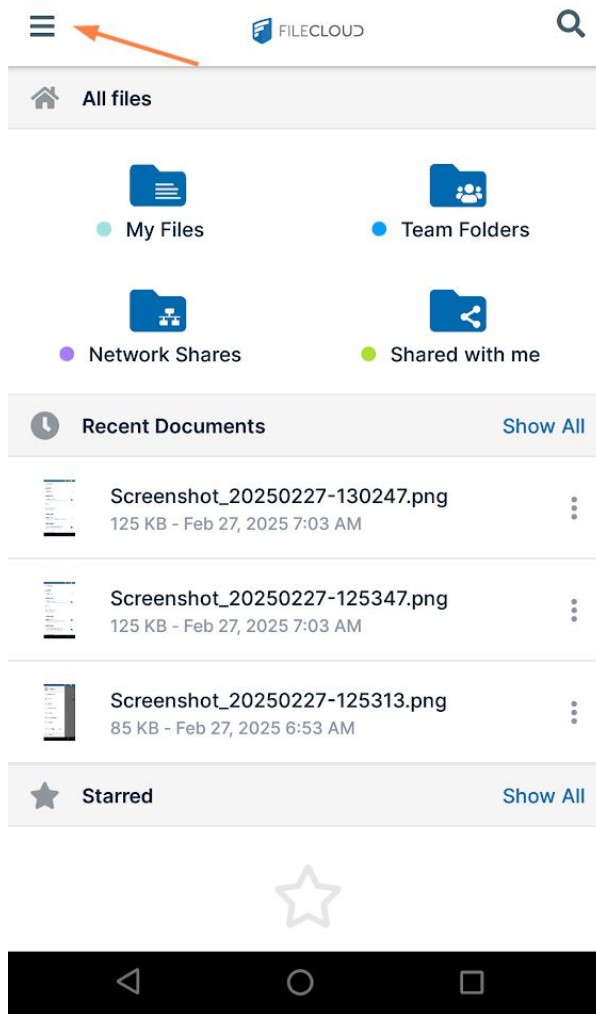 FILECLOUD
All files
My Files
Team Folders
Network Shares
Shared with me
Recent Documents
Show All
Screenshot_20250227-130247.png
125 KB - Feb 27, 2025 7:03 AM
Screenshot_20250227-125347.png
125 KB - Feb 27, 2025 7:03 AM
Screenshot_20250227-125313.png
85 KB - Feb 27, 2025 6:53 AM
Starred
Show All